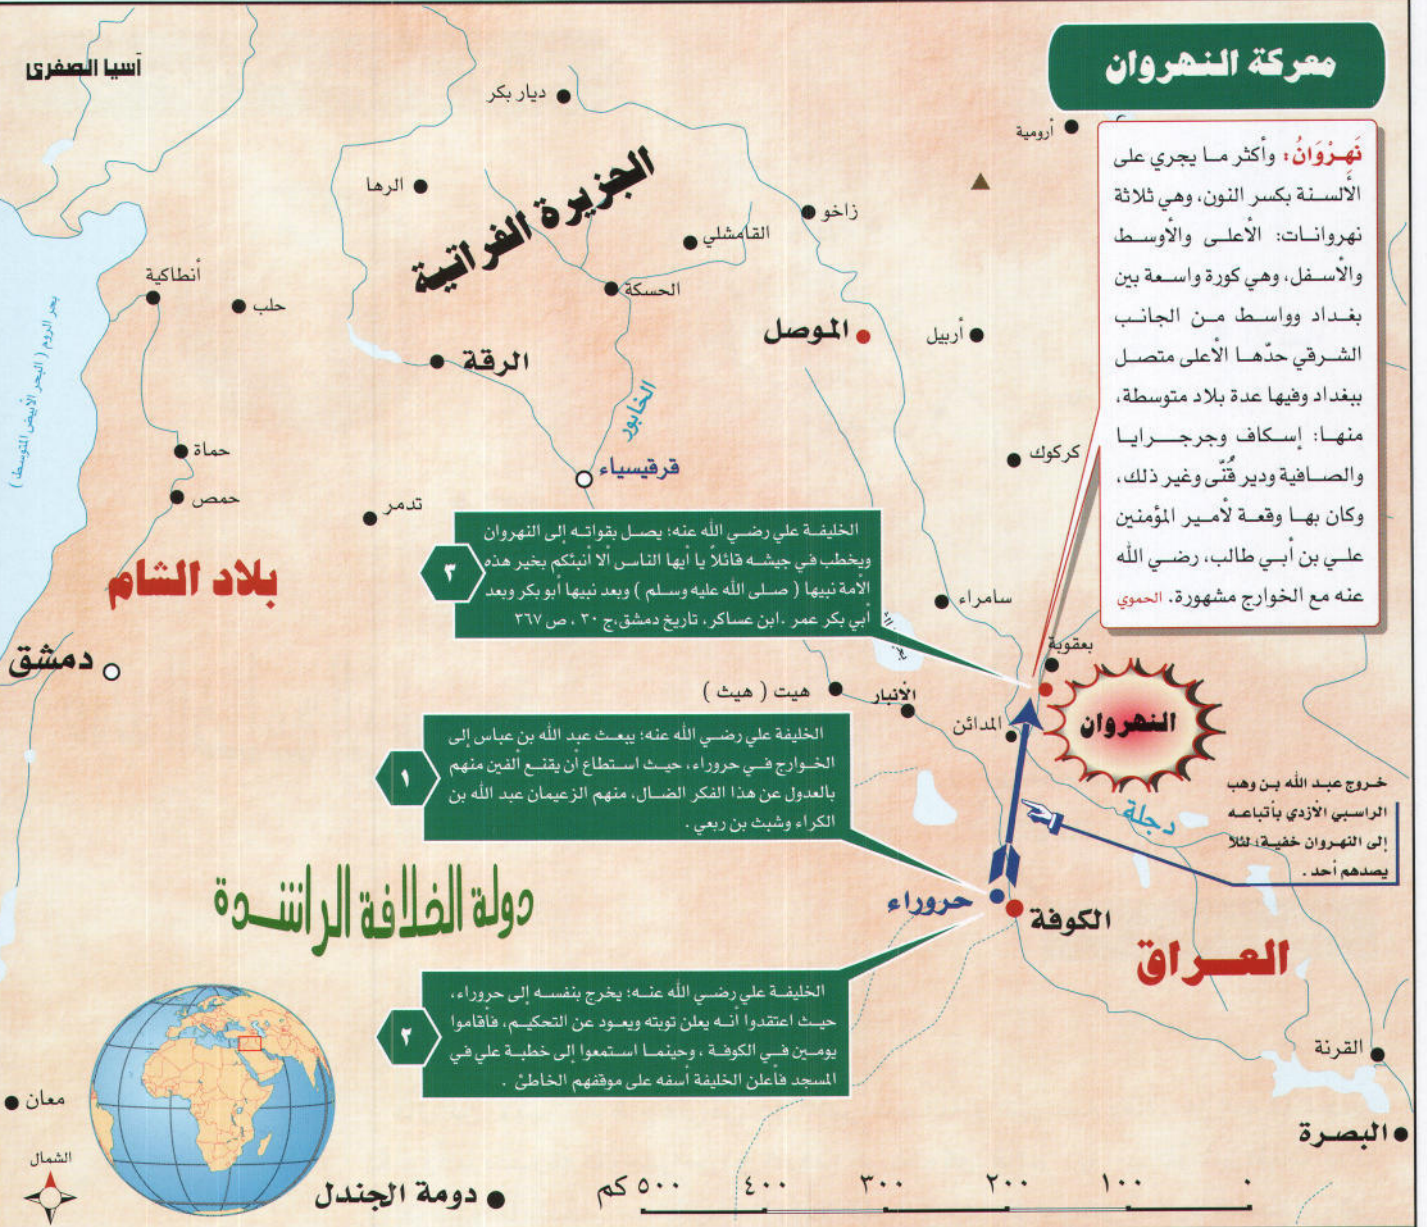 معركة النهروان
نَهِرْوَانُ: وأكثر ما يجري على
الألسنة بكسر النون، وهي ثلاثة
نهروانات: الأعلى والأوسط
والأسفل، وهي كورة واسعة بين
بغداد وواسط من الجانب
الشرقي حدّها الأعلى متصل
ببغداد وفيها عدة بلاد متوسطة،
منها: إسكاف وجرجرايا
والصافية ودير قُنّى وغير ذلك،
وكان بها وقعة لأمير المؤمنين
علي بن أبي طالب، رضي الله
عنه مع الخوارج مشهورة. الحموي
آسيا الصغرى
ديار بكر
أرومية
الرها
الجزيرة الفراتية
زاخو
القامشلي
أنطاكية
حلب
الحسكة
الموصل
أربيل
الرقة
الخابور
بحر الروم ( البحر الأبيض المتوسط )
حماة
حمص
تدمر
قرقيسياء
كركوك
بلاد الشام
دمشق
سامراء
بعقوبة
هيت ( هيث )
الأنبار
المدائن
النهروان
٣
الخليفة علي رضي الله عنه؛ يصل بقواته إلى النهروان
ويخطب في جيشه قائلاً يا أيها الناس ألا أنبئكم بخير هذه
الأمة نبيها ( صلى الله عليه وسلم ) وبعد نبيها أبو بكر وبعد
أبي بكر عمر .ابن عساكر، تاريخ دمشق،ج ٣٠ ، ص ٣٦٧
١
الخليفة علي رضي الله عنه؛ يبعث عبد الله بن عباس إلى
الخوارج في حروراء، حيث استطاع أن يقنع ألفين منهم
بالعدول عن هذا الفكر الضال، منهم الزعيمان عبد الله بن
الكراء وشبث بن ربعي .
خروج عبد الله بن وهب
الراسبي الأزدي بأتباعه
إلى النهروان خفية؛ لئلا
يصدهم أحد .
دجلة
حروراء
الكوفة
العراق
دولة الخلافة الراشدة
٢
الخليفة علي رضي الله عنه؛ يخرج بنفسه إلى حروراء،
حيث اعتقدوا أنه يعلن توبته ويعود عن التحكيم، فأقاموا
يومين في الكوفة ، وحينما استمعوا إلى خطبة علي في
المسجد فأعلن الخليفة أسفه على موقفهم الخاطئ .
القرنة
البصرة
معان
الشمال
دومة الجندل
٠ ١٠٠ ٢٠٠ ٣٠٠ ٤٠٠ ٥٠٠ كم